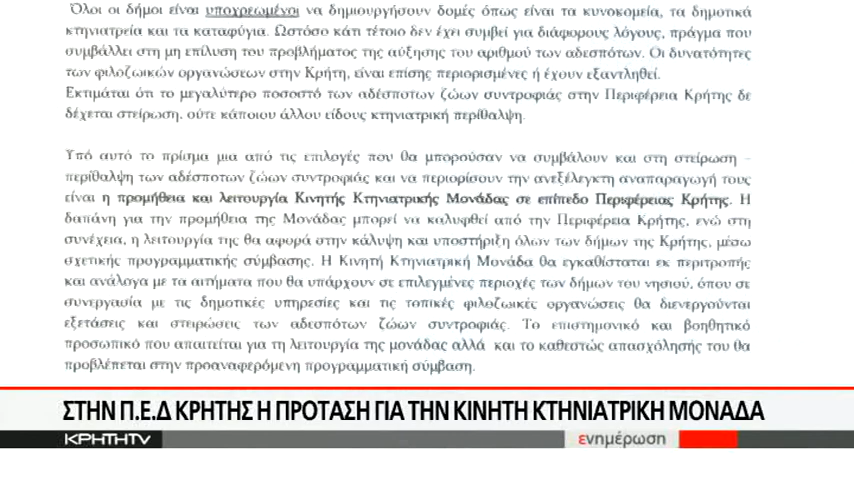 Όλοι οι δήμοι είναι υποχρεωμένοι να δημιουργήσουν δομές όπως είναι τα κυνοκομεία, τα δημοτικά
κτηνιατρεία και τα καταφύγια. Ωστόσο κάτι τέτοιο δεν έχει συμβεί για διάφορους λόγους, πράγμα που
συμβάλλει στη μη επίλυση του προβλήματος της αύξησης του αριθμού των αδεσπότων. Οι δυνατότητες
των φιλοζωικών οργανώσεων στην Κρήτη, είναι επίσης περιορισμένες ή έχουν εξαντληθεί.
Εκτιμάται ότι το μεγαλύτερο ποσοστό των αδέσποτων ζώων συντροφιάς στην Περιφέρεια Κρήτης δε
δέχεται στείρωση, ούτε κάποιου άλλου είδους κτηνιατρική περίθαλψη.
Υπό αυτό το πρίσμα μια από τις επιλογές που θα μπορούσαν να συμβάλουν και στη στείρωση –
περίθαλψη των αδέσποτων ζώων συντροφιάς και να περιορίσουν την ανεξέλεγκτη αναπαραγωγή τους
είναι η προμήθεια και λειτουργία Κινητής Κτηνιατρικής Μονάδας σε επίπεδο Περιφέρειας Κρήτης. Η
δαπάνη για την προμήθεια της Μονάδας μπορεί να καλυφθεί από την Περιφέρεια Κρήτης, ενώ στη
συνέχεια, η λειτουργία της θα αφορά στην κάλυψη και υποστήριξη όλων των δήμων της Κρήτης, μέσω
σχετικής προγραμματικής σύμβασης. Η Κινητή Κτηνιατρική Μονάδα θα εγκαθίσταται εκ περιτροπής
και ανάλογα με τα αιτήματα που θα υπάρχουν σε επιλεγμένες περιοχές των δήμων του νησιού, όπου σε
συνεργασία με τις δημοτικές υπηρεσίες και τις τοπικές φιλοζωικές οργανώσεις θα διενεργούνται
εξετάσεις και στειρώσεις των αδεσπότων ζώων συντροφιάς. Το επιστημονικό και βοηθητικό
προσωπικό που απαιτείται για τη λειτουργία της μονάδας αλλά και το καθεστώς απασχόλησής του θα
προβλέπεται στην προαναφερόμενη προγραμματική σύμβαση.
ΣΤΗΝ Π.Ε.Δ ΚΡΗΤΗΣ Η ΠΡΟΤΑΣΗ ΓΙΑ ΤΗΝ ΚΙΝΗΤΗ ΚΤΗΝΙΑΤΡΙΚΗ ΜΟΝΑΔΑ
ΚΡΗΤΗTV ενημέρωση